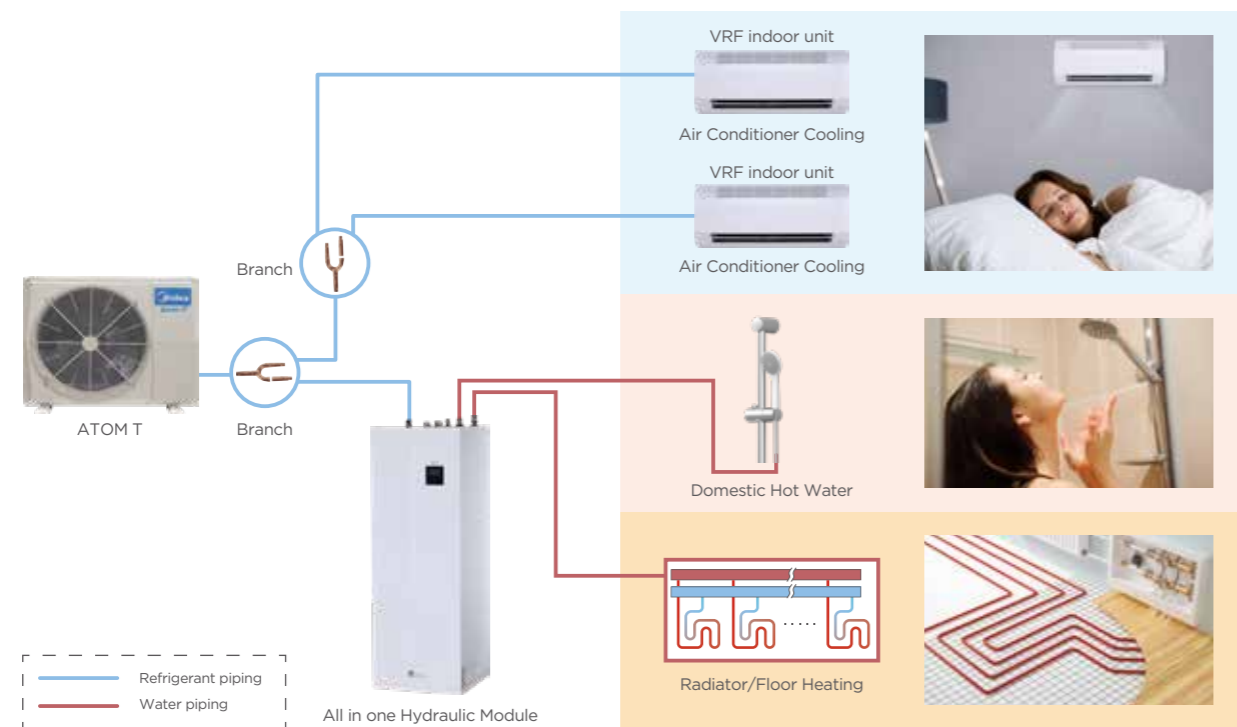 VRF indoor unit
Air Conditioner Cooling
VRF indoor unit
Air Conditioner Cooling
Branch
Midea
ATOM T
Branch
Domestic Hot Water
Radiator/Floor Heating
Refrigerant piping
Water piping
All in one Hydraulic Module